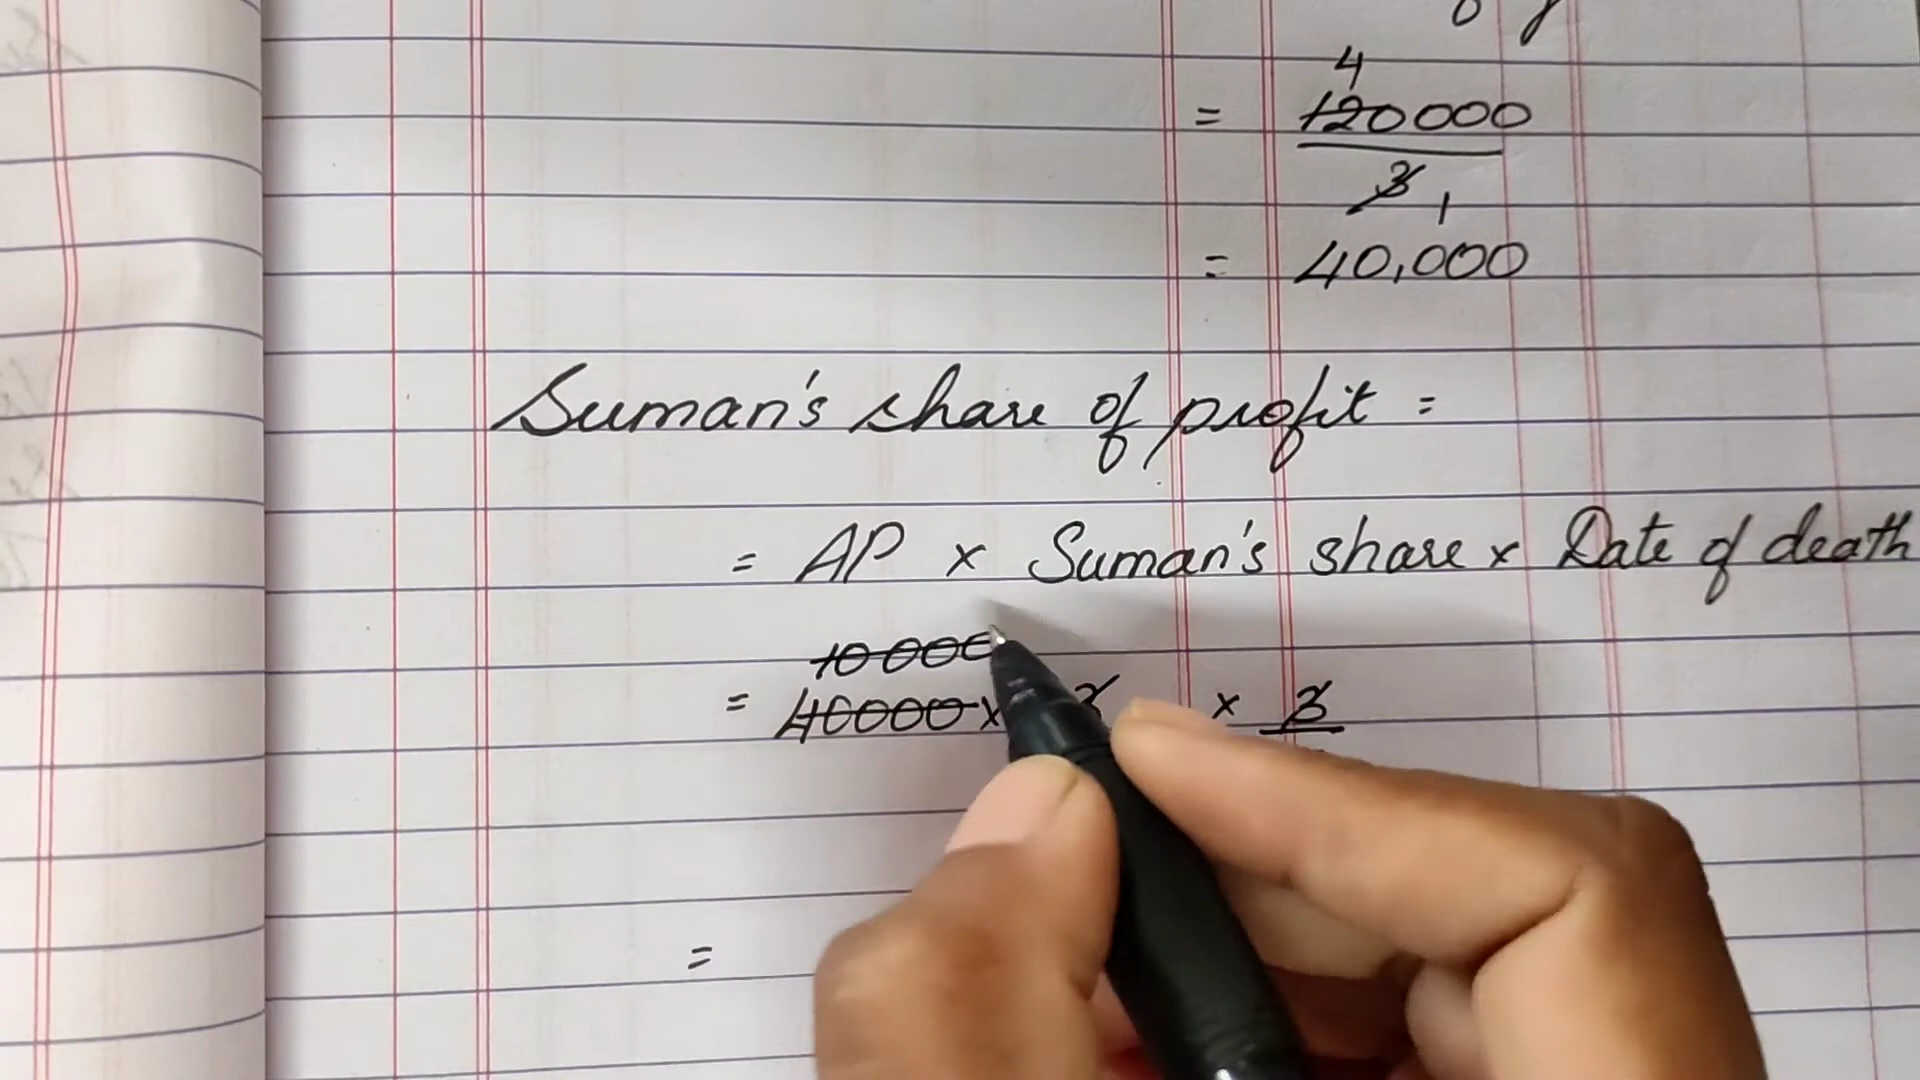 4
= 120000
3 1
= 40,000
Suman's share of profit =
= AP x Suman's share x Date of death
10000
= 40000 x 2 x 3
=